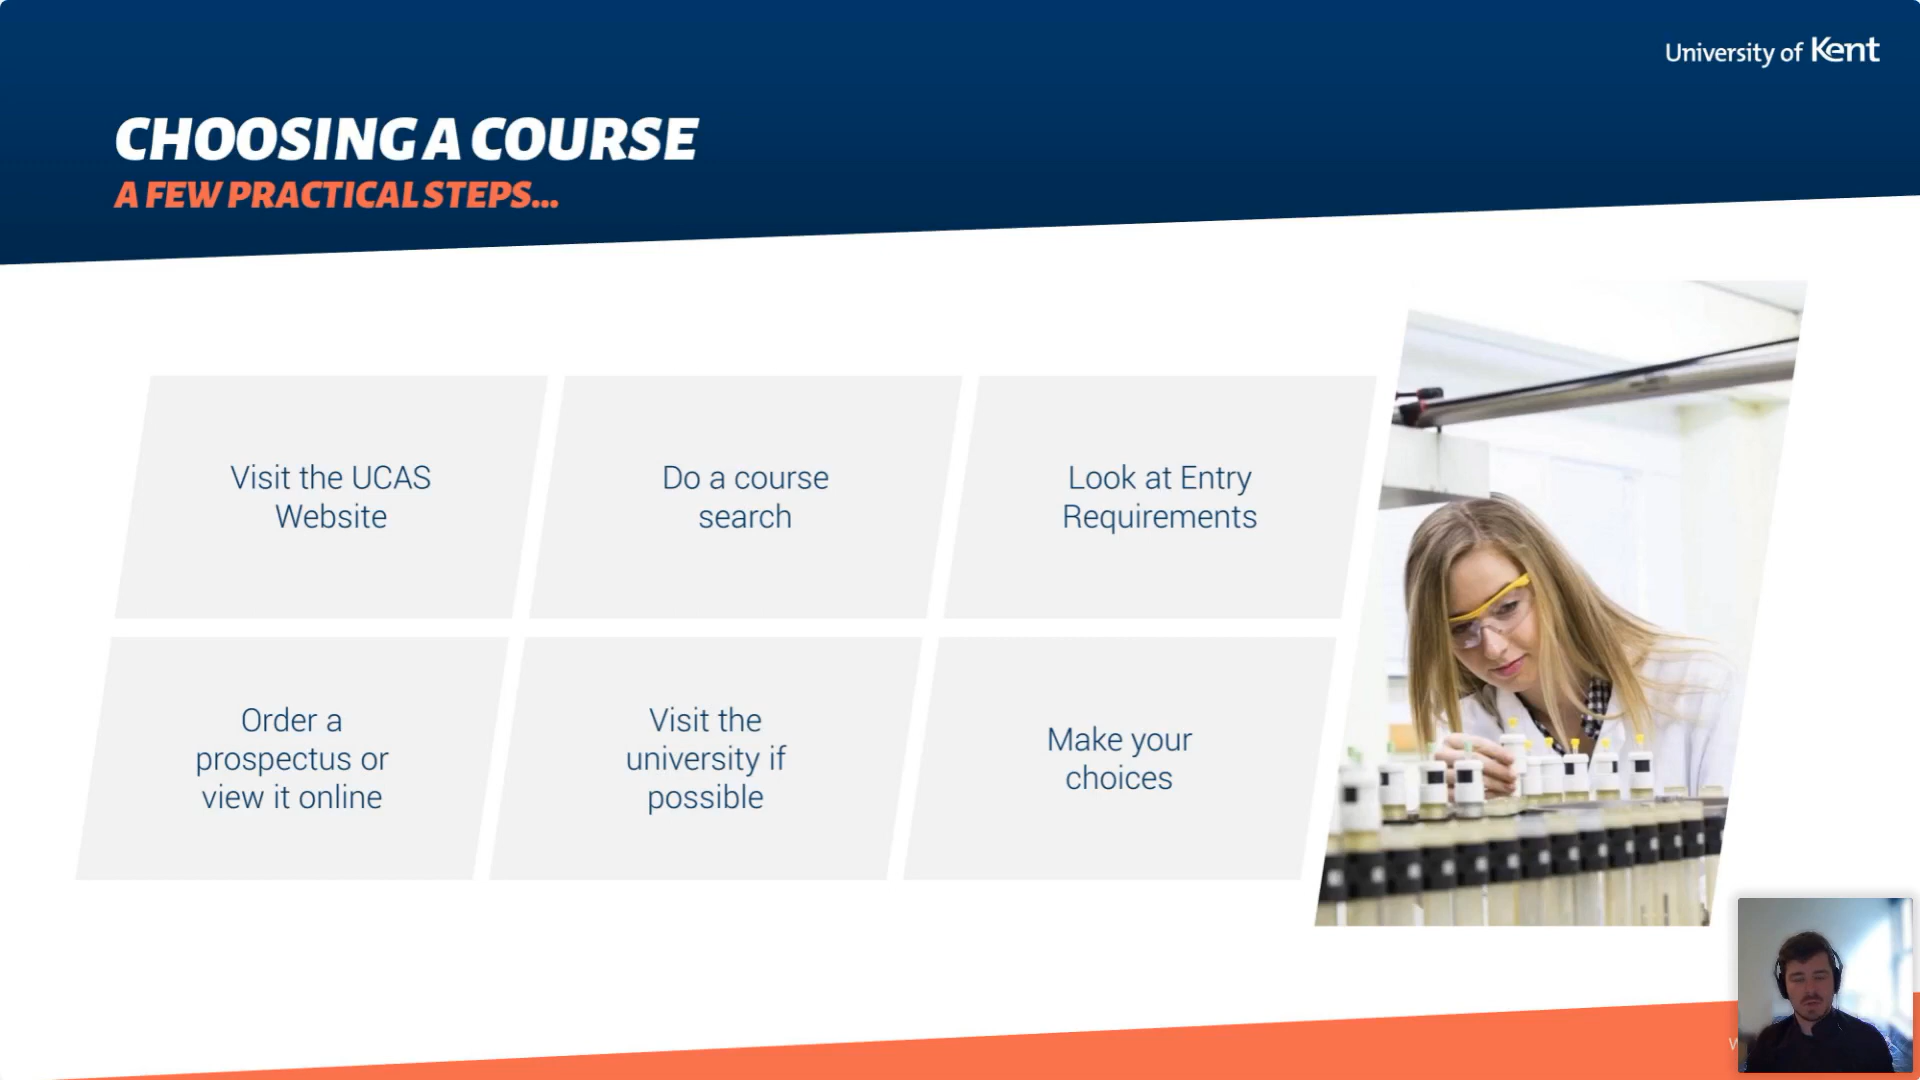 University of Kent
CHOOSING A COURSE
A FEW PRACTICAL STEPS...
Visit the UCAS
Website
Do a course
search
Look at Entry
Requirements
Order a
prospectus or
view it online
Visit the
university if
possible
Make your
choices